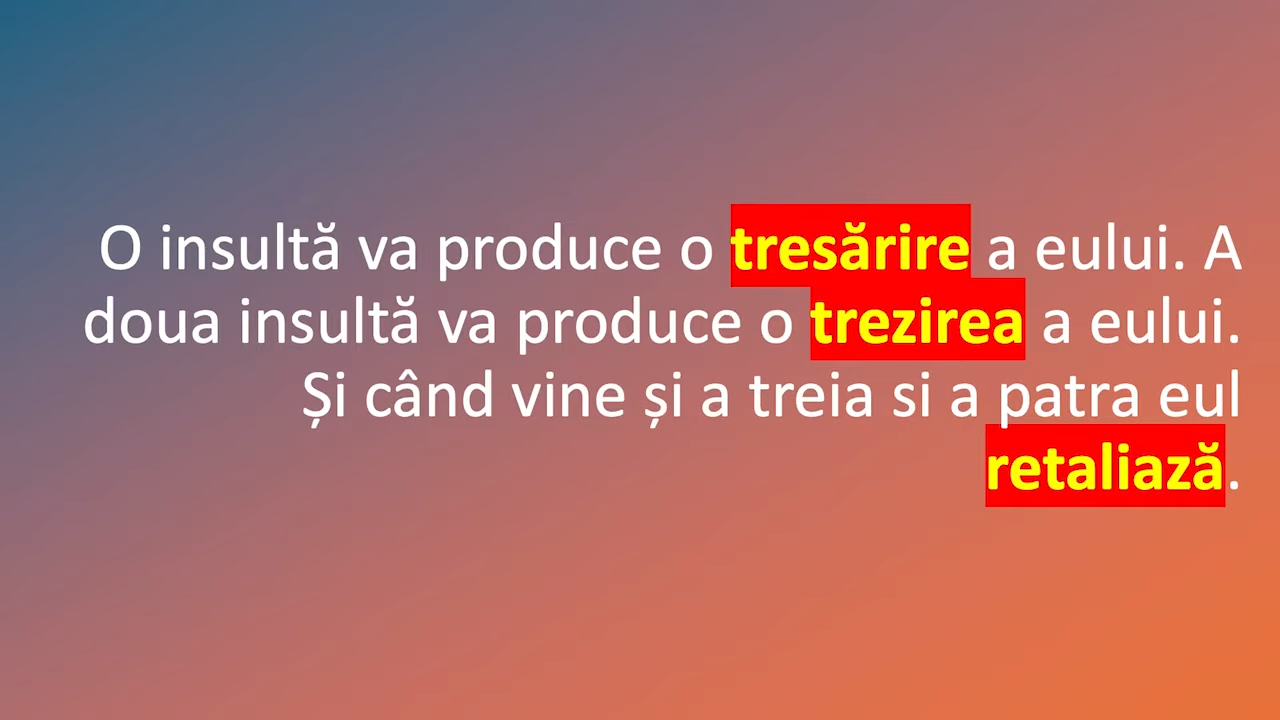 O insultă va produce o tresărire a eului. A
doua insultă va produce o trezirea a eului.
Și când vine și a treia si a patra eul
retaliază.